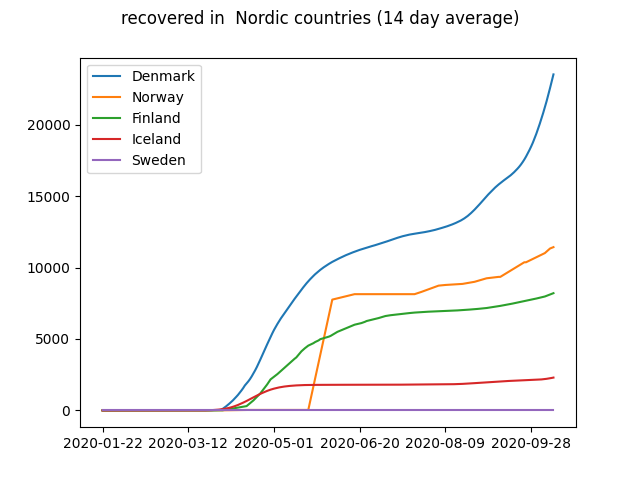 recovered in  Nordic countries (14 day average)
Denmark
Norway
Finland
Iceland
Sweden
20000
15000
10000
5000
0
2020-01-22 2020-03-12 2020-05-01 2020-06-20 2020-08-09 2020-09-28